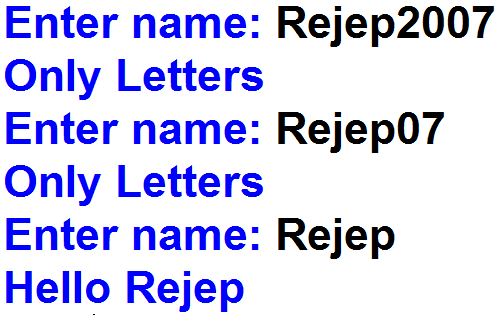 Enter name: Rejep2007
Only Letters
Enter name: Rejep07
Only Letters
Enter name: Rejep
Hello Rejep